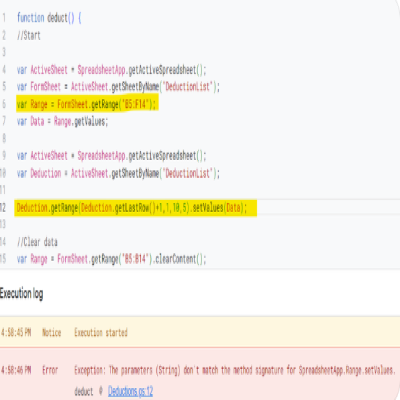 1 function deduct() {
2 //Start
3
4 var ActiveSheet = SpreadsheetApp.getActiveSpreadsheet();
5 var FormSheet = ActiveSheet.getSheetByName("DeductionList");
6 var Range = FormSheet.getRange("B5:F14");
7 var Data = Range.getValues;
8
9 var ActiveSheet = SpreadsheetApp.getActiveSpreadsheet();
10 var Deduction = ActiveSheet.getSheetByName("DeductionList");
11
12 Deduction.getRange(Deduction.getLastRow()+1,1,10,5).setValues(Data);
13
14 //Clear data
15 var Range = FormSheet.getRange("B5:B14").clearContent();
Execution log
4:58:45 PM Notice Execution started
4:58:46 PM Error Exception: The parameters (String) don't match the method signature for SpreadsheetApp.Range.setValues.
deduct @ Deductions.gs:12